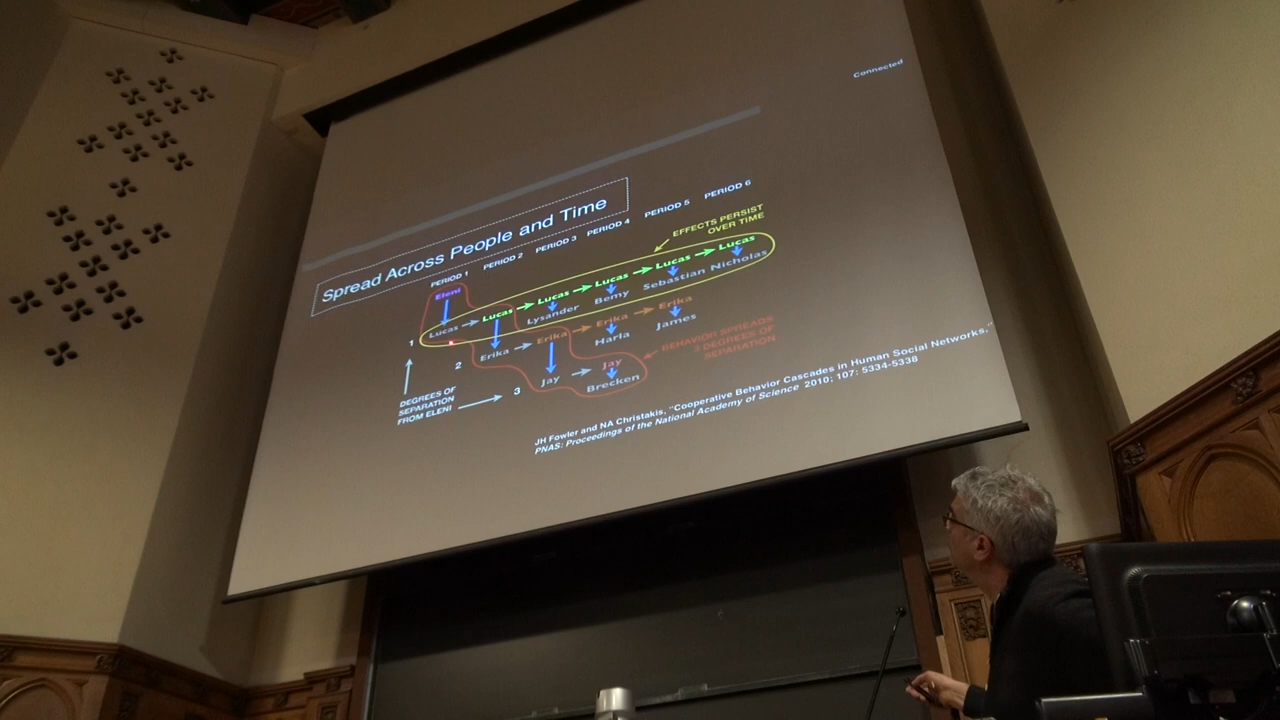 Connected
Spread Across People and Time
PERIOD 1 PERIOD 2 PERIOD 3 PERIOD 4 PERIOD 5 PERIOD 6
EFFECTS PERSIST
OVER TIME
Eleni
Lucas Lucas Lucas Lucas Lucas Lucas
Lysander Bemy Sebastian Nicholas
1
2 Erika Erika Erika Erika
Harla James
3 Jay Jay
Brecken
BEHAVIOR SPREADS
3 DEGREES OF
SEPARATION
DEGREES OF
SEPARATION
FROM ELENI
JH Fowler and NA Christakis, "Cooperative Behavior Cascades in Human Social Networks,"
PNAS: Proceedings of the National Academy of Science 2010; 107: 5334-5338